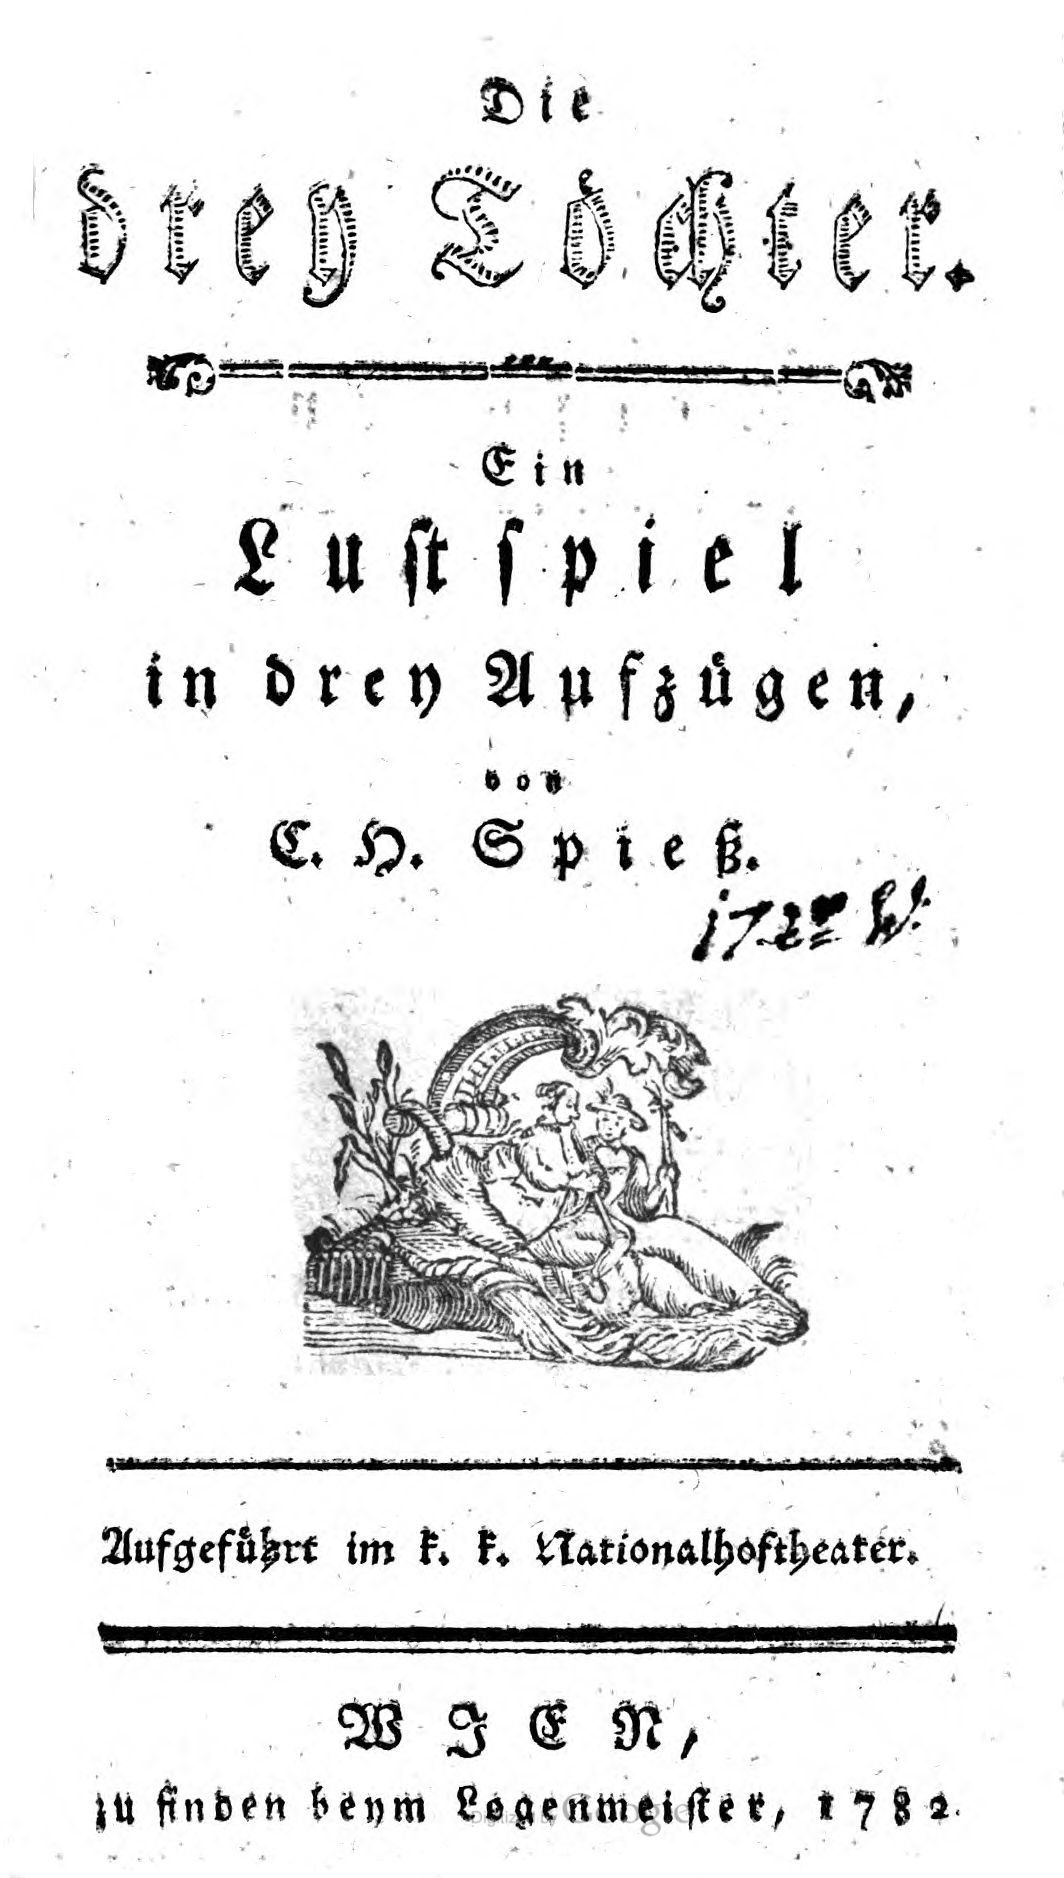 Die
drey Töchter.
Ein
Lustspiel
in drey Aufzügen,
von
C. H. Spieß.
Aufgeführt im k. k. Nationalhoftheater.
WIEN,
zu finden beym Logenmeister, 1782.